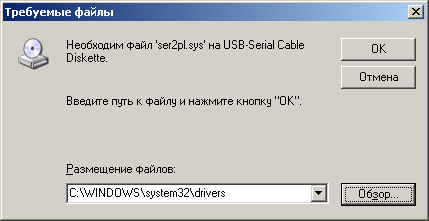 Требуемые файлы
Необходим файл 'ser2pl.sys' на USB-Serial Cable
Diskette.
OK
Отмена
Введите путь к файлу и нажмите кнопку "OK".
Размещение файлов:
C:\WINDOWS\system32\drivers
Обзор...